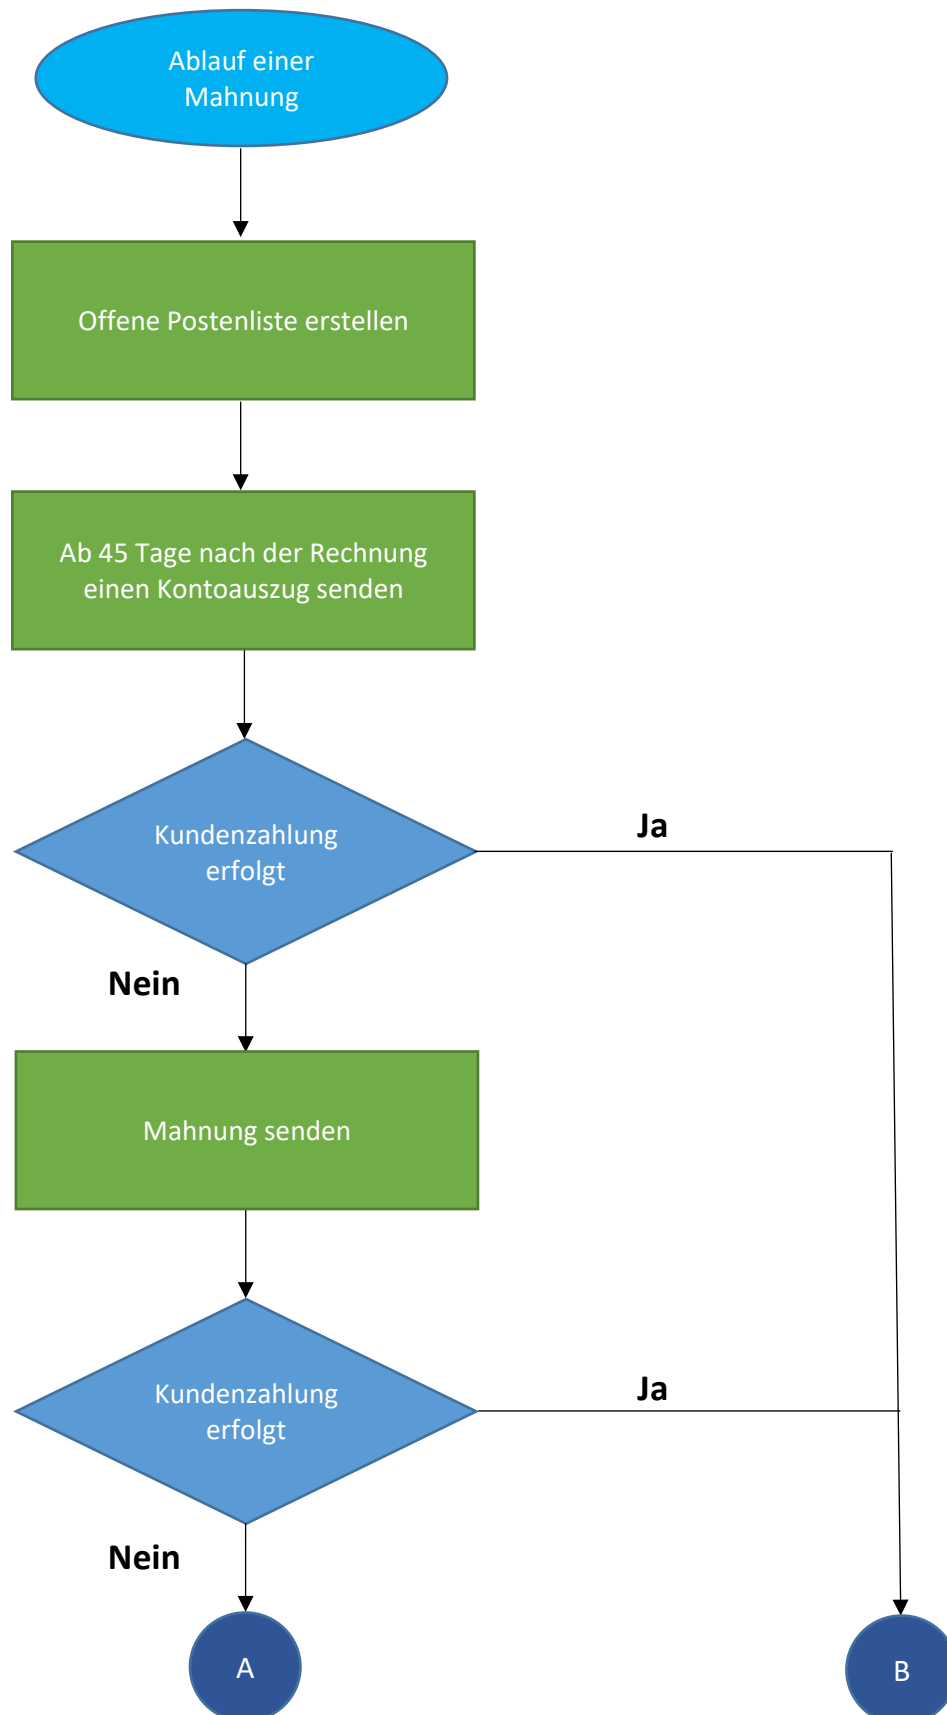 Ablauf einer
Mahnung
Offene Postenliste erstellen
Ab 45 Tage nach der Rechnung
einen Kontoauszug senden
Kundenzahlung
erfolgt
Ja
Nein
Mahnung senden
Kundenzahlung
erfolgt
Ja
Nein
A
B